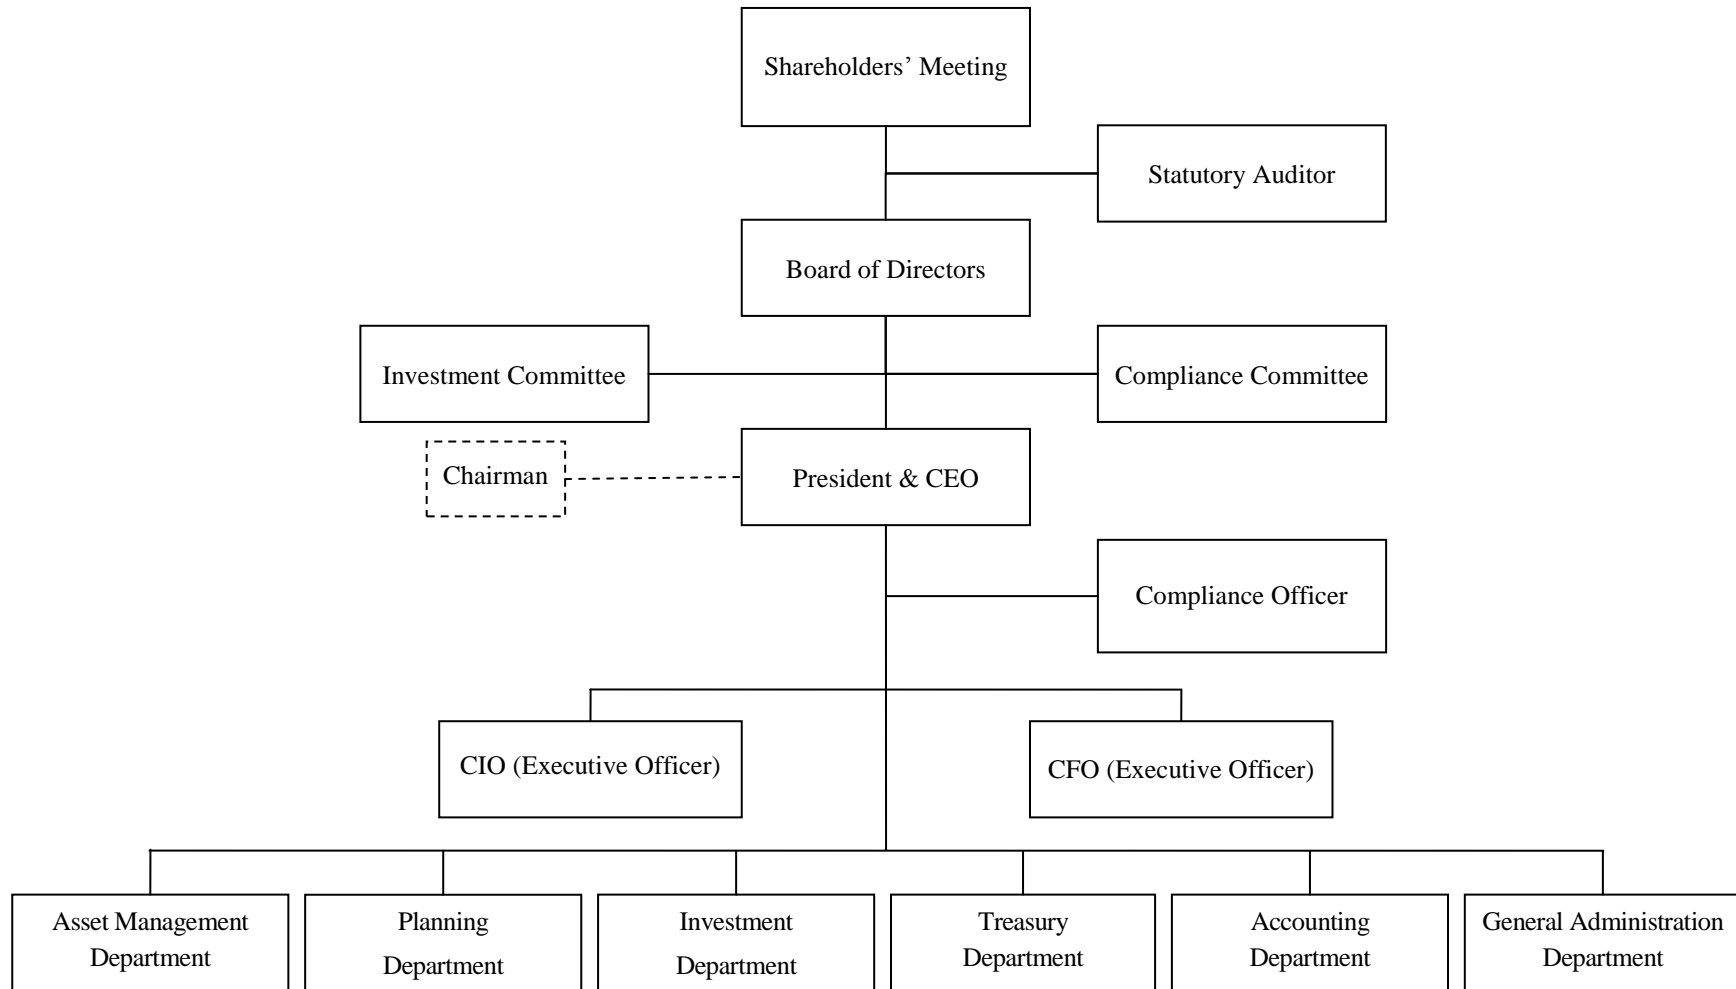 Shareholders’ Meeting
Statutory Auditor
Board of Directors
Investment Committee
Compliance Committee
Chairman
President & CEO
Compliance Officer
CIO (Executive Officer)
CFO (Executive Officer)
Asset Management
Department
Planning
Department
Investment
Department
Treasury
Department
Accounting
Department
General Administration
Department